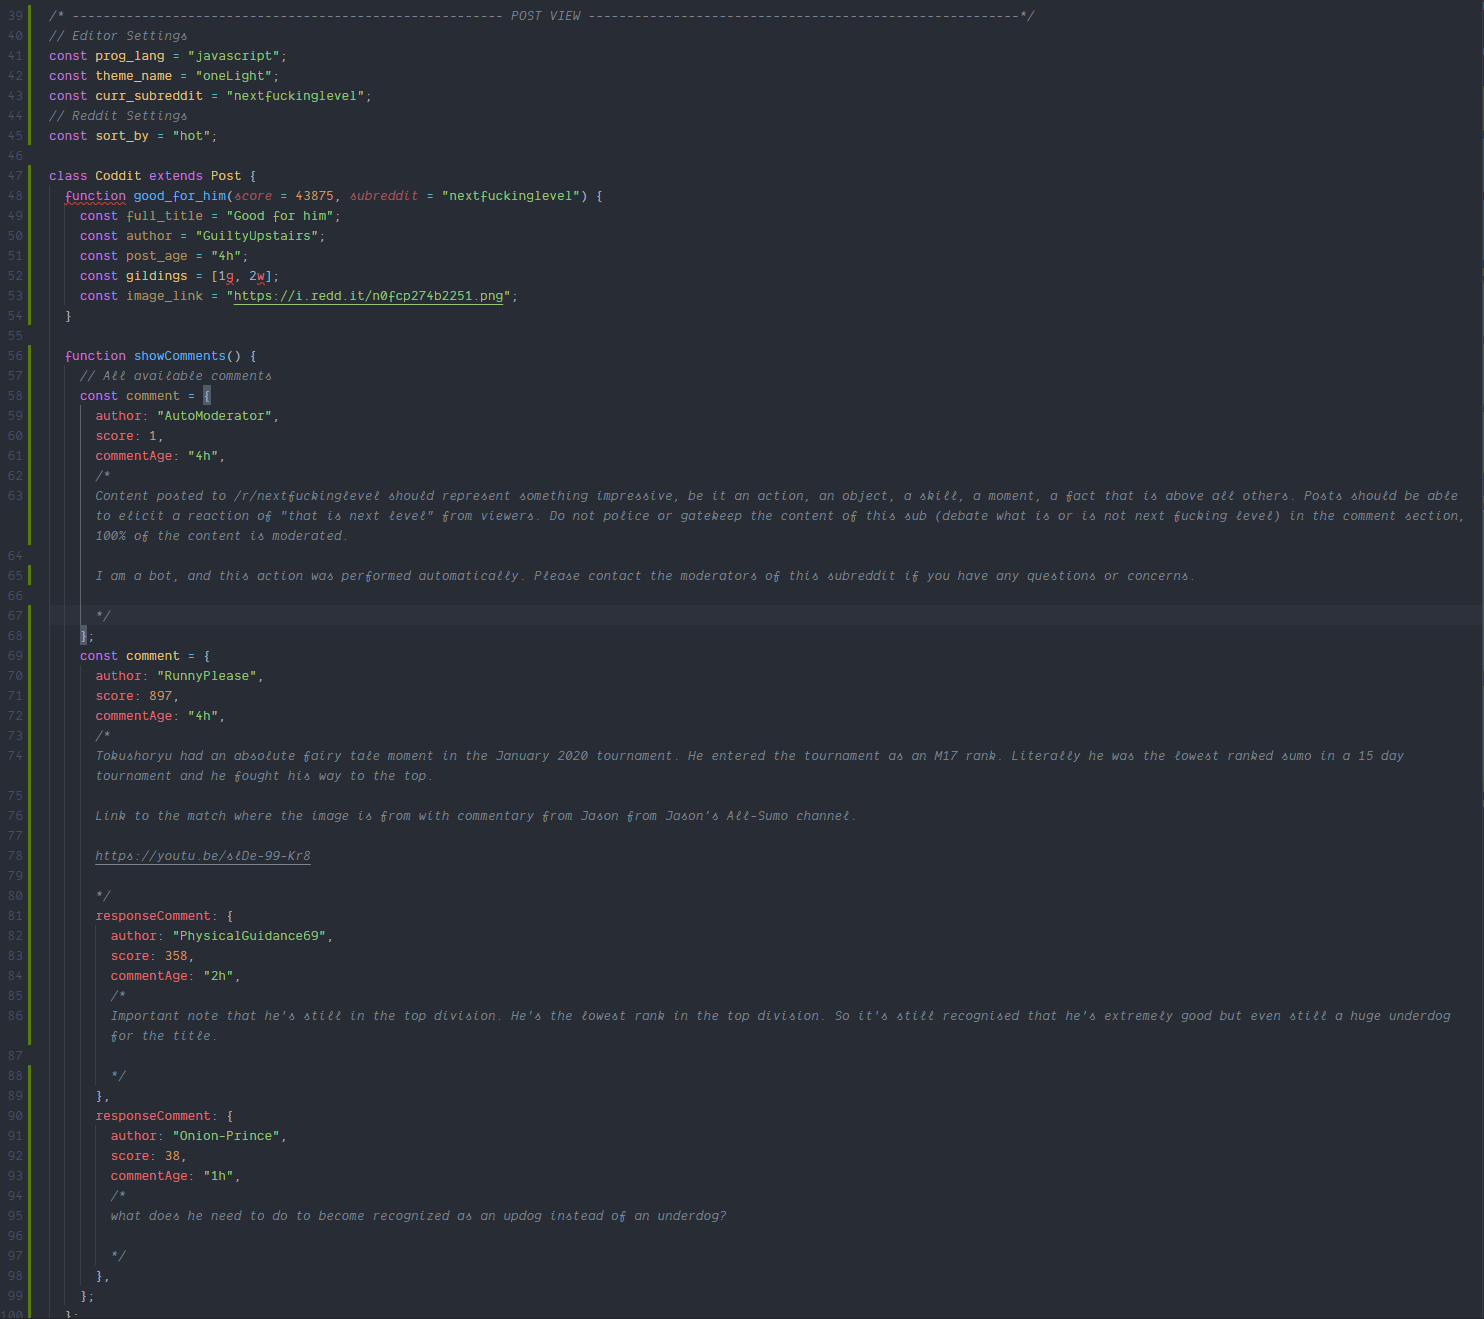 39 /* -------------------------------------------------------- POST VIEW --------------------------------------------------------*/
40 // Editor Settings
41 const prog_lang = "javascript";
42 const theme_name = "oneLight";
43 const curr_subreddit = "nextfuckinglevel";
44 // Reddit Settings
45 const sort_by = "hot";
46
47 class Coddit extends Post {
48 function good_for_him(score = 43875, subreddit = "nextfuckinglevel") {
49 const full_title = "Good for him";
50 const author = "GuiltyUpstairs";
51 const post_age = "4h";
52 const gildings = [1g, 2w];
53 const image_link = "https://i.redd.it/n0fcp274b2251.png";
54 }
55
56 function showComments() {
57 // All available comments
58 const comment = {
59 author: "AutoModerator",
60 score: 1,
61 commentAge: "4h",
62 /*
63 Content posted to /r/nextfuckinglevel should represent something impressive, be it an action, an object, a skill, a moment, a fact that is above all others. Posts should be able
to elicit a reaction of "that is next level" from viewers. Do not police or gatekeep the content of this sub (debate what is or is not next fucking level) in the comment section,
100% of the content is moderated.
64
65 I am a bot, and this action was performed automatically. Please contact the moderators of this subreddit if you have any questions or concerns.
66
67 */
68 };
69 const comment = {
70 author: "RunnyPlease",
71 score: 897,
72 commentAge: "4h",
73 /*
74 Tokushoryu had an absolute fairy tale moment in the January 2020 tournament. He entered the tournament as an M17 rank. Literally he was the lowest ranked sumo in a 15 day
tournament and he fought his way to the top.
75
76 Link to the match where the image is from with commentary from Jason from Jason's All-Sumo channel.
77
78 https://youtu.be/slDe-99-Kr8
79
80 */
81 responseComment: {
82 author: "PhysicalGuidance69",
83 score: 358,
84 commentAge: "2h",
85 /*
86 Important note that he's still in the top division. He's the lowest rank in the top division. So it's still recognised that he's extremely good but even still a huge underdog
for the title.
87
88 */
89 },
90 responseComment: {
91 author: "Onion-Prince",
92 score: 38,
93 commentAge: "1h",
94 /*
95 what does he need to do to become recognized as an updog instead of an underdog?
96
97 */
98 },
99 };
100 };